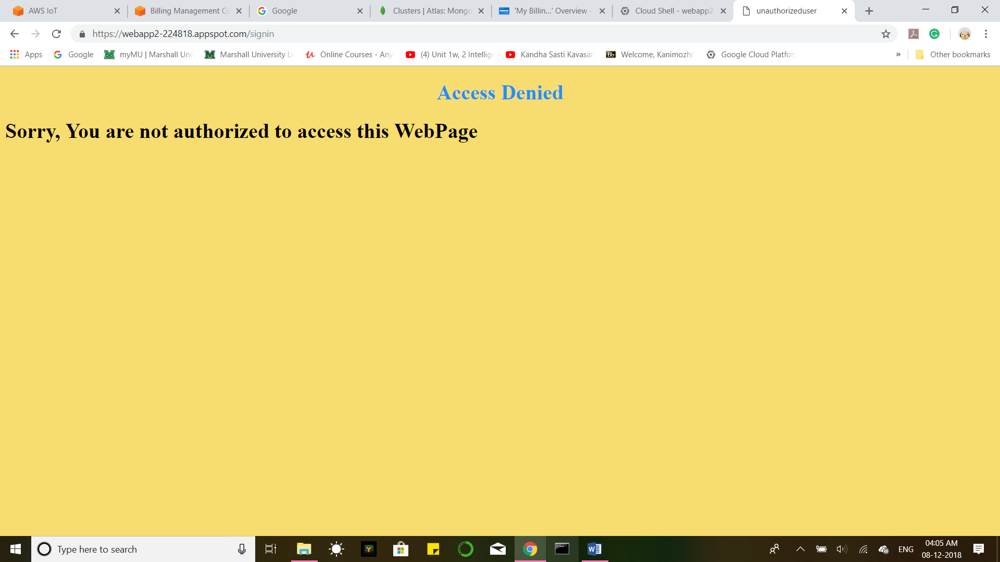 AWS IoT
Billing Management Co
Google
Clusters | Atlas: Mongo
'My Billin...' Overview -
Cloud Shell - webapp2
unauthorizeduser
https://webapp2-224818.appspot.com/signin
Apps
Google
myMU | Marshall Uni
Marshall University Li
Online Courses - Any
(4) Unit 1w, 2 Intellige
Kandha Sasti Kavasam
Bb
Welcome, Kanimozhi
Google Cloud Platfor
»
Other bookmarks
Access Denied
Sorry, You are not authorized to access this WebPage
Type here to search
ENG
04:05 AM
08-12-2018